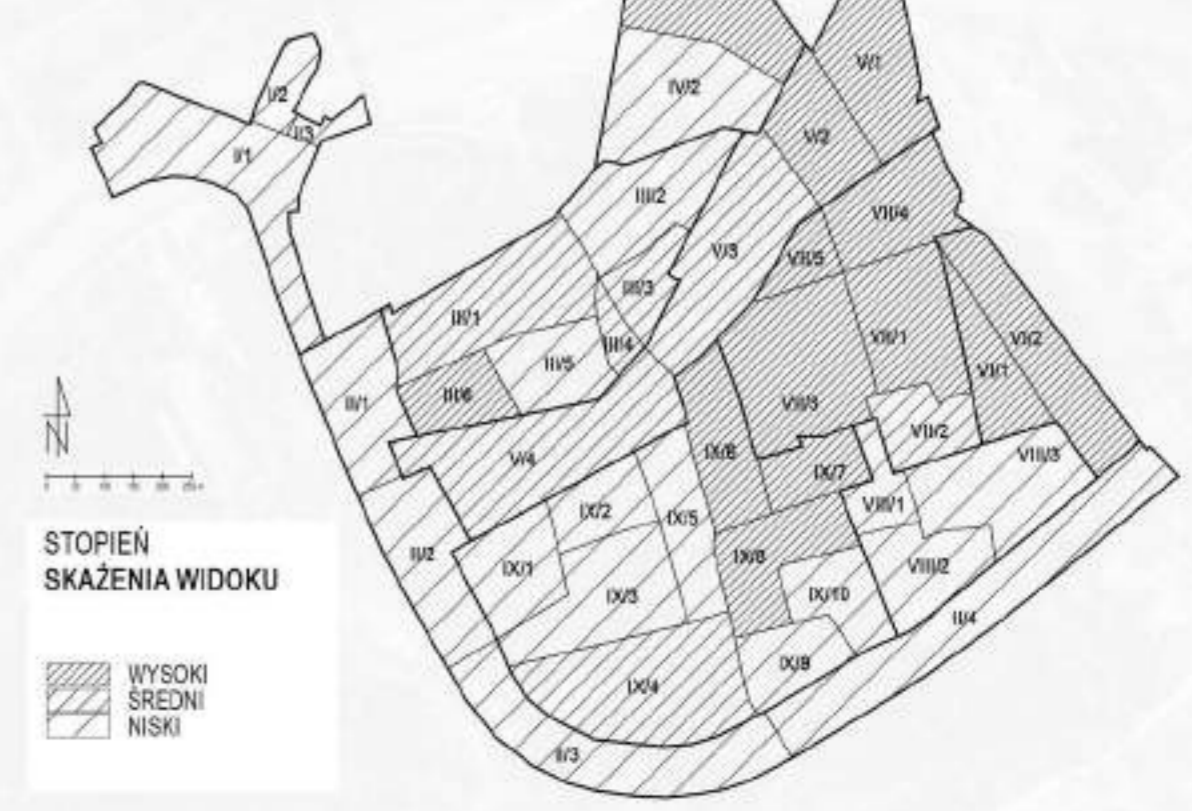 V/1
I/2
IV/2
I/3
V/2
I/1
III/2
VII/4
V/3
VII/5
III/3
III/1
VII/1
VI/2
III/4
III/5
VI/1
III/6
II/1
VII/3
VII/2
IX/6
V/4
VIII/3
IX/7
VIII/1
IX/2
IX/5
II/2
IX/8
IX/1
VIII/2
IX/3
IX/10
II/4
IX/9
IX/4
II/3
N
STOPIEŃ
SKAŻENIA WIDOKU
WYSOKI
ŚREDNI
NISKI